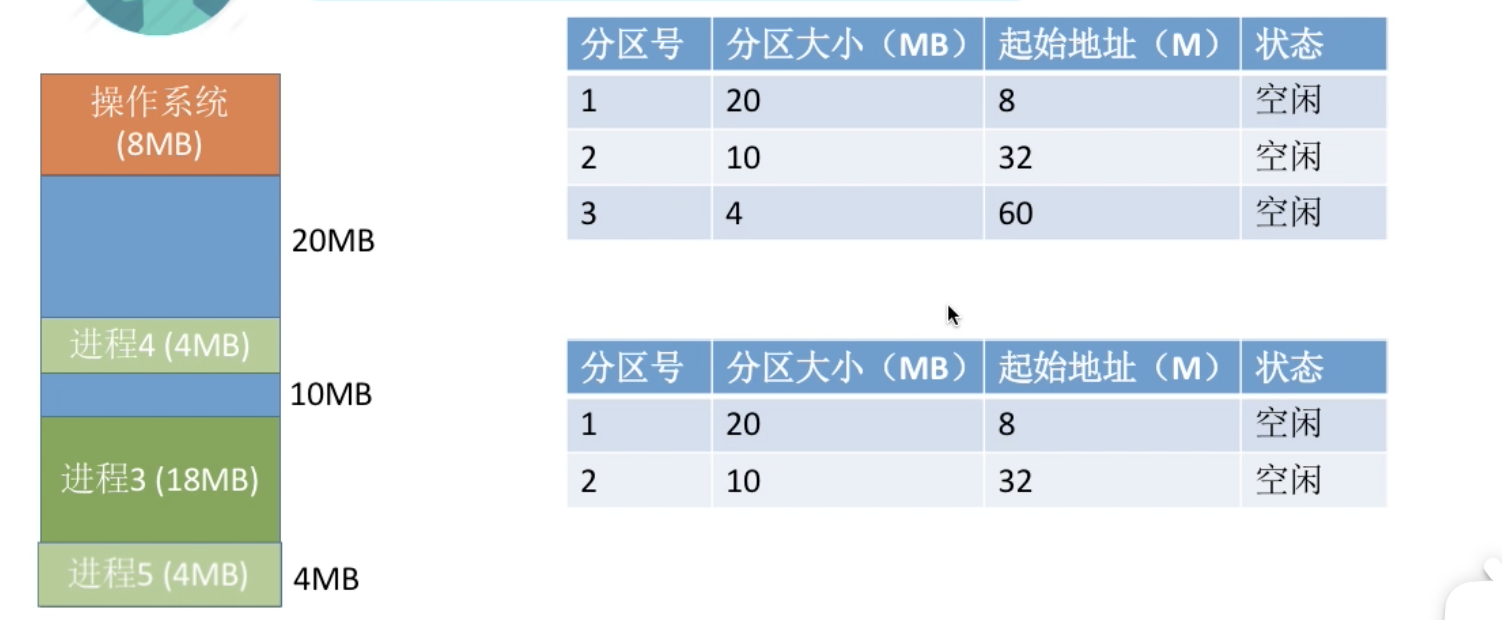 操作系统
(8MB)
20MB
进程4 (4MB)
10MB
进程3 (18MB)
进程5 (4MB)
4MB
分区号 分区大小（MB） 起始地址（M） 状态
1 20 8 空闲
2 10 32 空闲
3 4 60 空闲
分区号 分区大小（MB） 起始地址（M） 状态
1 20 8 空闲
2 10 32 空闲